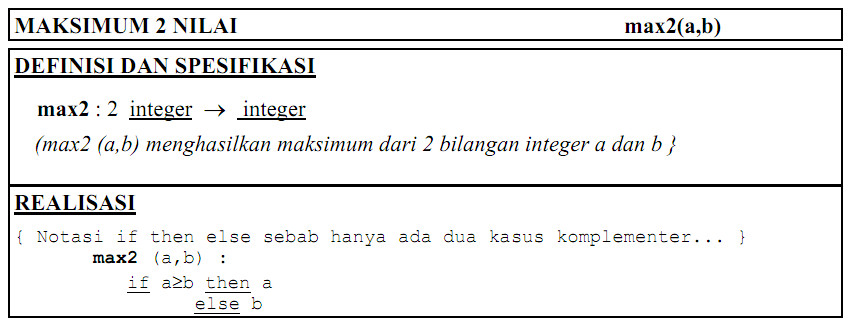 MAKSIMUM 2 NILAI max2(a,b)
DEFINISI DAN SPESIFIKASI
max2 : 2 integer → integer
(max2 (a,b) menghasilkan maksimum dari 2 bilangan integer a dan b }
REALISASI
{ Notasi if then else sebab hanya ada dua kasus komplementer... }
max2 (a,b) :
if a≥b then a
else b